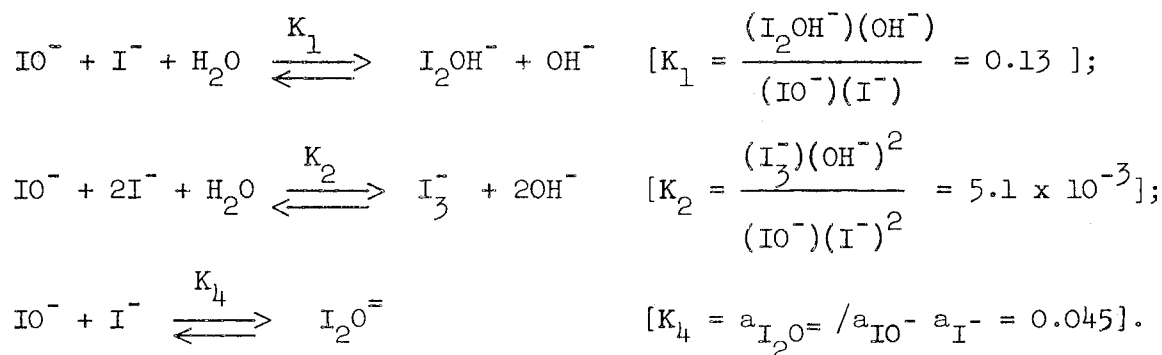 IO⁻ + I⁻ + H₂O ⇌ (K₁) I₂OH⁻ + OH⁻ [K₁ = (I₂OH⁻)(OH⁻) / (IO⁻)(I⁻) = 0.13 ];
IO⁻ + 2I⁻ + H₂O ⇌ (K₂) I₃⁻ + 2OH⁻ [K₂ = (I₃⁻)(OH⁻)² / (IO⁻)(I⁻)² = 5.1 x 10⁻³];
IO⁻ + I⁻ ⇌ (K₄) I₂O⁼ [K₄ = a_I₂O⁼ /a_IO⁻ a_I⁻ = 0.045].